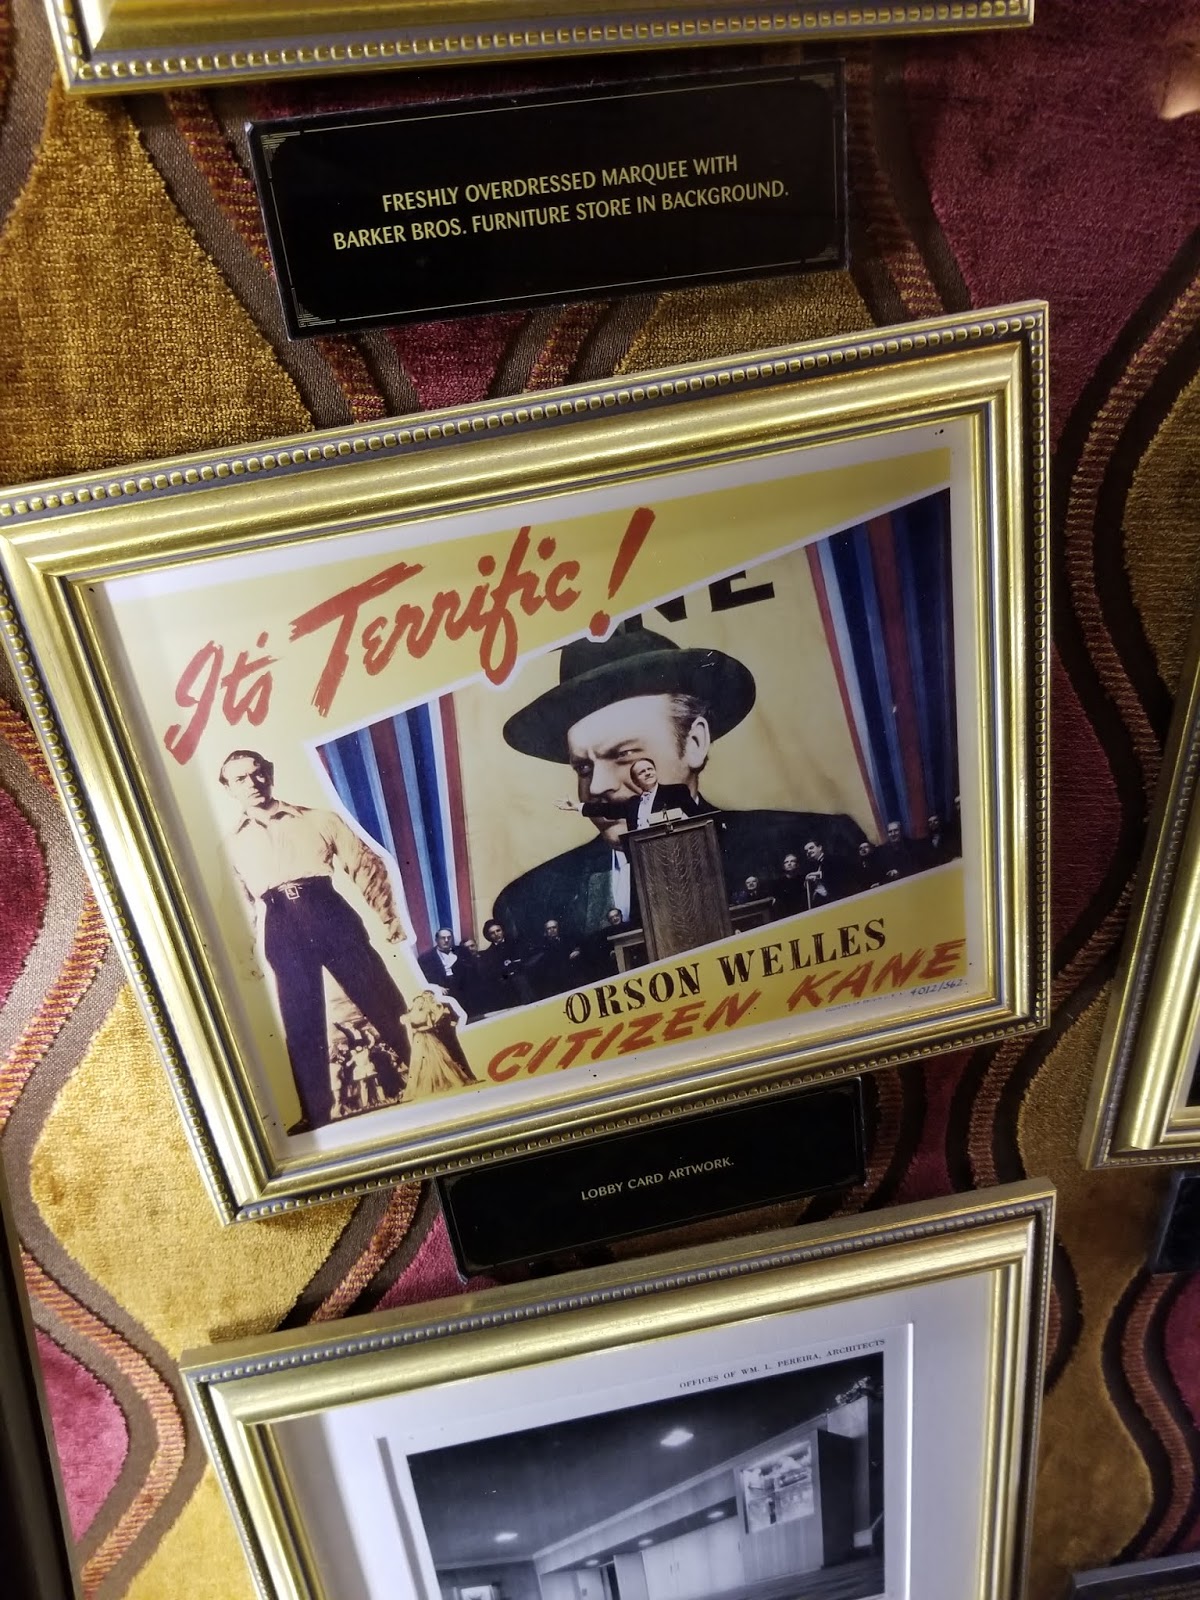 FRESHLY OVERDRESSED MARQUEE WITH
BARKER BROS. FURNITURE STORE IN BACKGROUND.
It's Terrific!
NE
ORSON WELLES
CITIZEN KANE
LOBBY CARD ARTWORK.
OFFICES OF WM. L. PEREIRA, ARCHITECTS